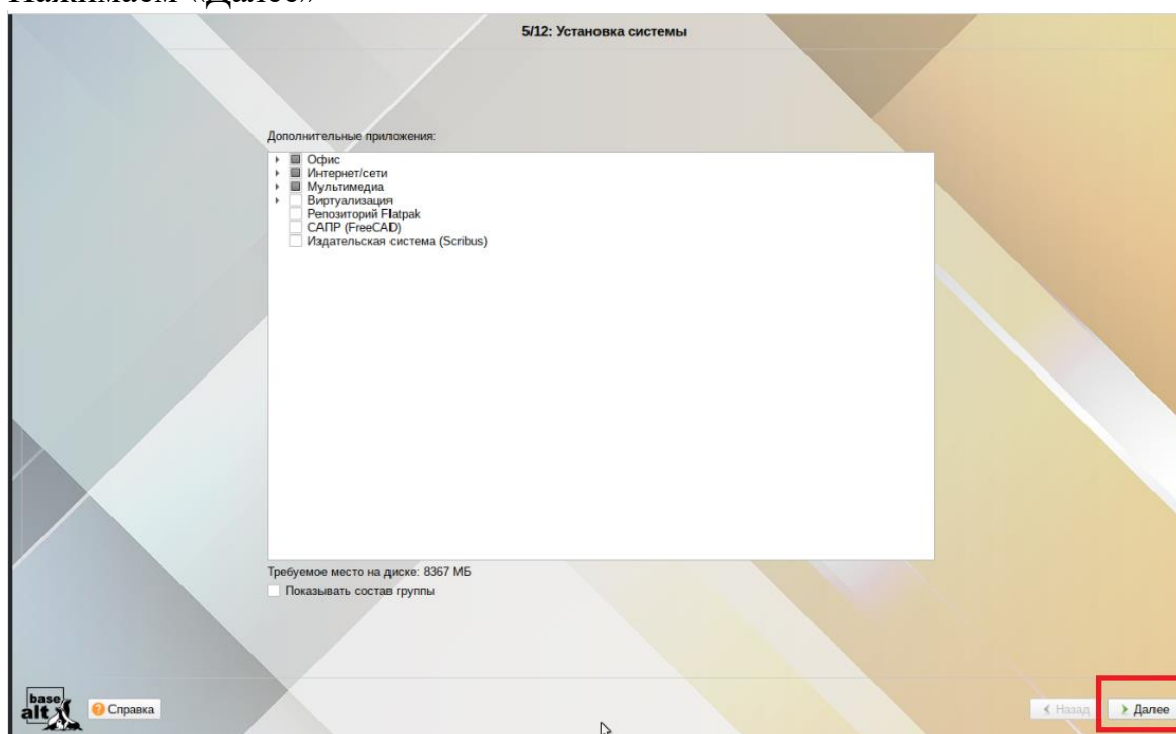 Нажимаем «Далее»
5/12: Установка системы
Дополнительные приложения:
Офис
Интернет/сети
Мультимедиа
Виртуализация
Репозиторий Flatpak
САПР (FreeCAD)
Издательская система (Scribus)
Требуемое место на диске: 8367 МБ
Показывать состав группы
base
alt
Справка
Назад
Далее